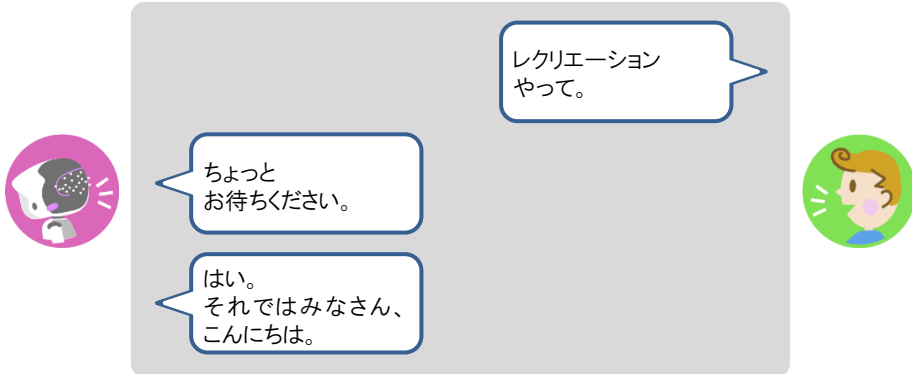 レクリエーション
やって。
ちょっと
お待ちください。
はい。
それではみなさん、
こんにちは。